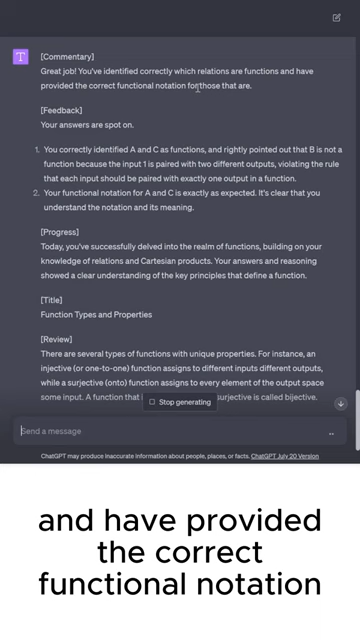 T
[Commentary]
Great job! You've identified correctly which relations are functions and have
provided the correct functional notation for those that are.
[Feedback]
Your answers are spot on.
1. You correctly identified A and C as functions, and rightly pointed out that B is not a
function because the input 1 is paired with two different outputs, violating the rule
that each input should be paired with exactly one output in a function.
2. Your functional notation for A and C is exactly as expected. It's clear that you
understand the notation and its meaning.
[Progress]
Today, you've successfully delved into the realm of functions, building on your
knowledge of relations and Cartesian products. Your answers and reasoning
showed a clear understanding of the key principles that define a function.
[Title]
Function Types and Properties
[Review]
There are several types of functions with unique properties. For instance, an
injective (or one-to-one) function assigns to different inputs different outputs,
while a surjective (onto) function assigns to every element of the output space
some input. A function that surjective is called bijective.
Stop generating
Send a message
ChatGPT may produce inaccurate information about people, places, or facts. ChatGPT July 20 Version
and have provided
the correct
functional notation